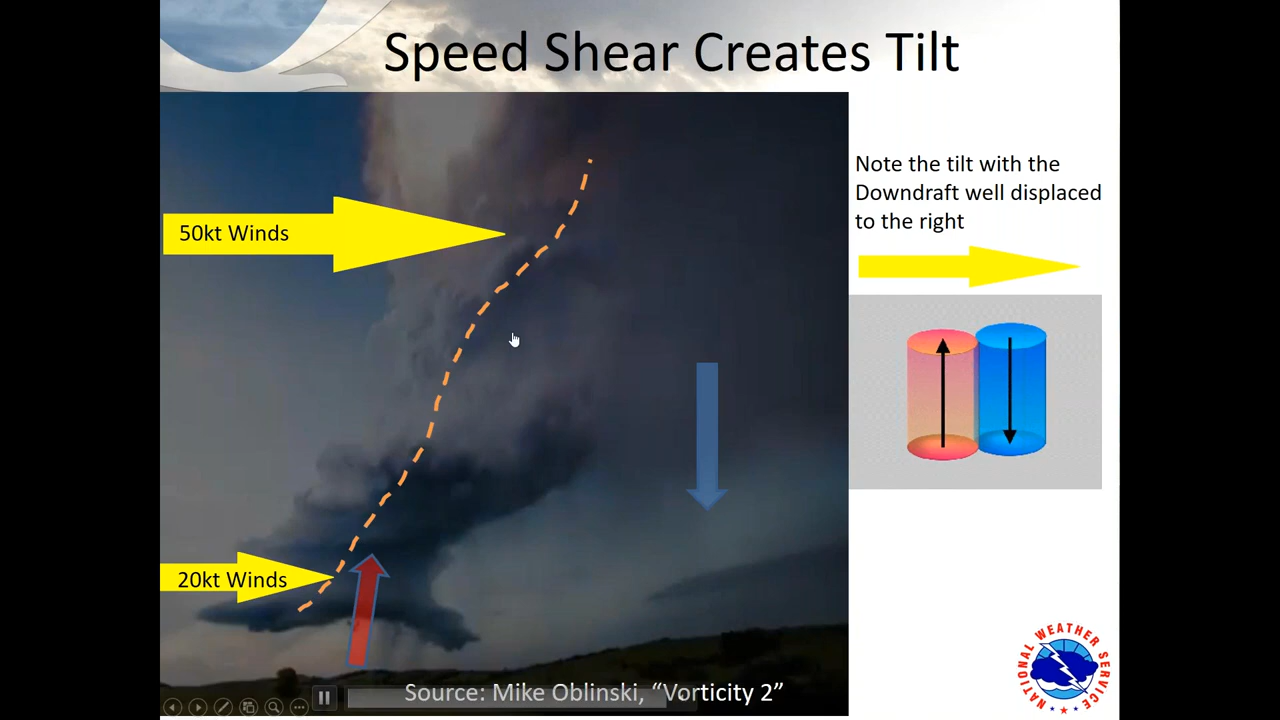 Speed Shear Creates Tilt
50kt Winds
Note the tilt with the
Downdraft well displaced
to the right
20kt Winds
Source: Mike Oblinski, “Vorticity 2”
NATIONAL WEATHER SERVICE